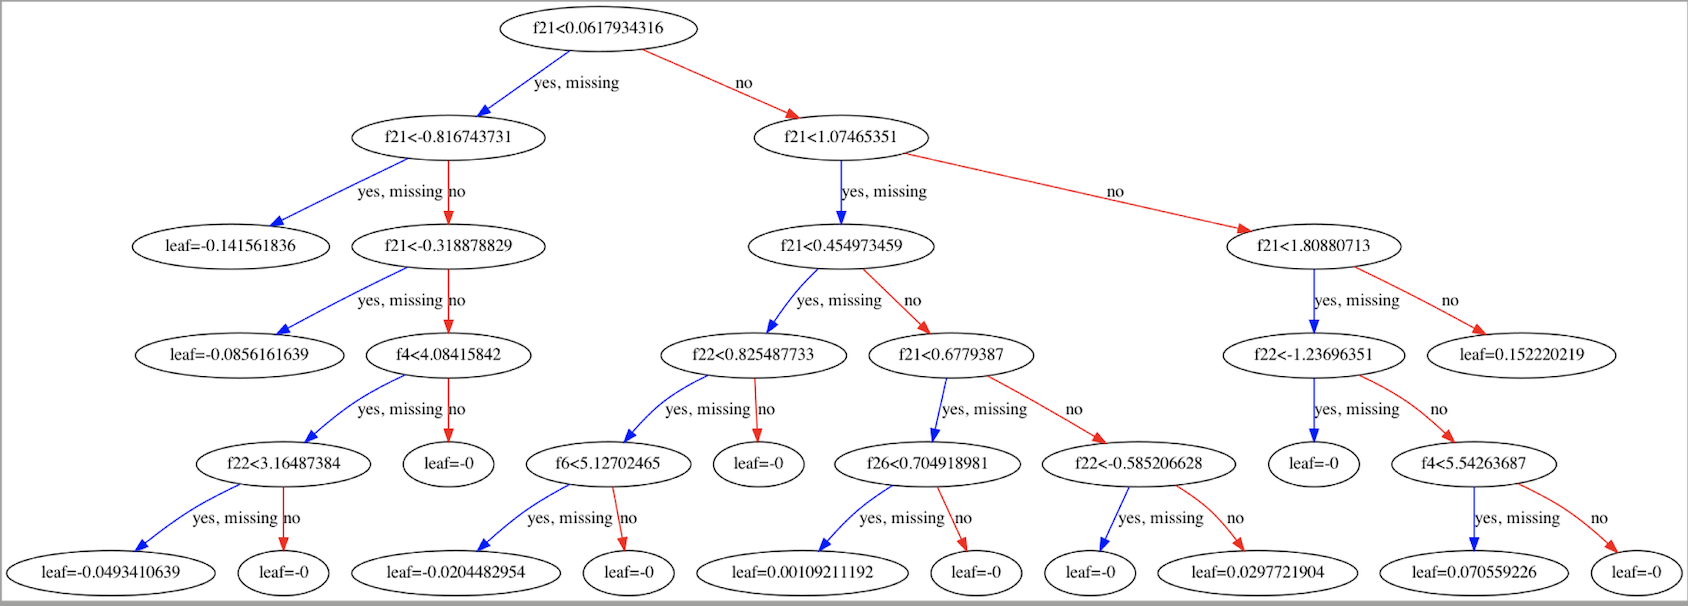 f21<0.0617934316
yes, missing
no
f21<-0.816743731
f21<1.07465351
yes, missing
no
yes, missing
no
leaf=-0.141561836
f21<-0.318878829
f21<0.454973459
f21<1.80880713
yes, missing
no
yes, missing
no
yes, missing
no
leaf=-0.0856161639
f4<4.08415842
f22<0.825487733
f21<0.6779387
f22<-1.23696351
leaf=0.152220219
yes, missing
no
yes, missing
no
yes, missing
no
yes, missing
no
f22<3.16487384
leaf=-0
f6<5.12702465
leaf=-0
f26<0.704918981
f22<-0.585206628
leaf=-0
f4<5.54263687
yes, missing
no
yes, missing
no
yes, missing
no
yes, missing
no
yes, missing
no
leaf=-0.0493410639
leaf=-0
leaf=-0.0204482954
leaf=-0
leaf=0.00109211192
leaf=-0
leaf=-0
leaf=0.0297721904
leaf=0.070559226
leaf=-0